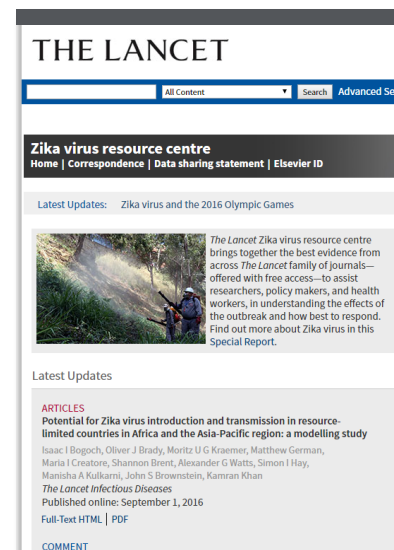 THE LANCET
All Content
Search
Advanced Se
Zika virus resource centre
Home | Correspondence | Data sharing statement | Elsevier ID
Latest Updates: Zika virus and the 2016 Olympic Games
The Lancet Zika virus resource centre
brings together the best evidence from
across The Lancet family of journals—
offered with free access—to assist
researchers, policy makers, and health
workers, in understanding the effects of
the outbreak and how best to respond.
Find out more about Zika virus in this
Special Report.
Latest Updates
ARTICLES
Potential for Zika virus introduction and transmission in resource-
limited countries in Africa and the Asia-Pacific region: a modelling study
Isaac I Bogoch, Oliver J Brady, Moritz U G Kraemer, Matthew German,
Maria I Creatore, Shannon Brent, Alexander G Watts, Simon I Hay,
Manisha A Kulkarni, John S Brownstein, Kamran Khan
The Lancet Infectious Diseases
Published online: September 1, 2016
Full-Text HTML | PDF
COMMENT